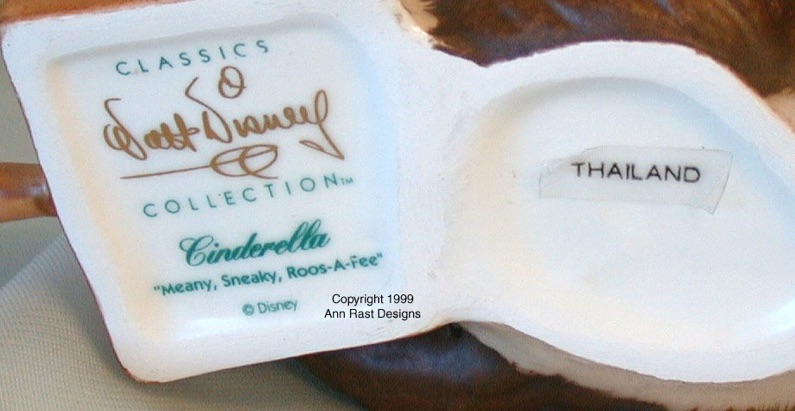 CLASSICS
Walt Disney
COLLECTION™
Cinderella
"Meany, Sneaky, Roos-A-Fee"
© Disney
THAILAND
Copyright 1999
Ann Rast Designs